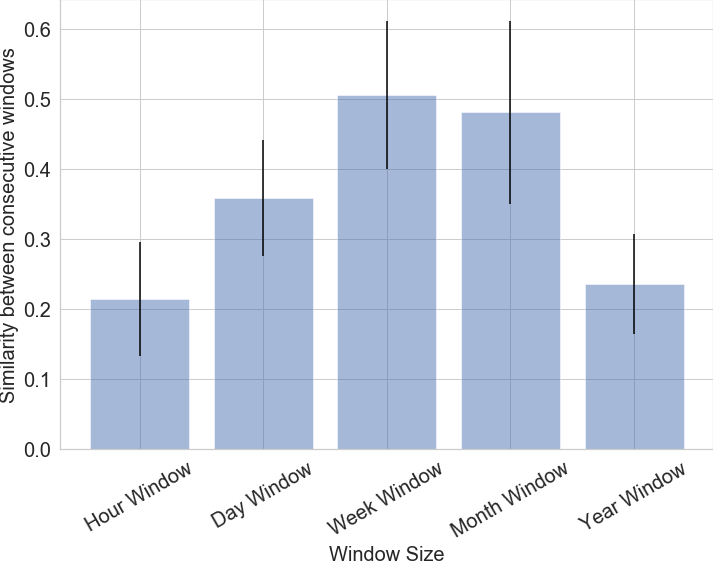 Similarity between consecutive windows
0.6
0.5
0.4
0.3
0.2
0.1
0.0
Hour Window
Day Window
Week Window
Month Window
Year Window
Window Size